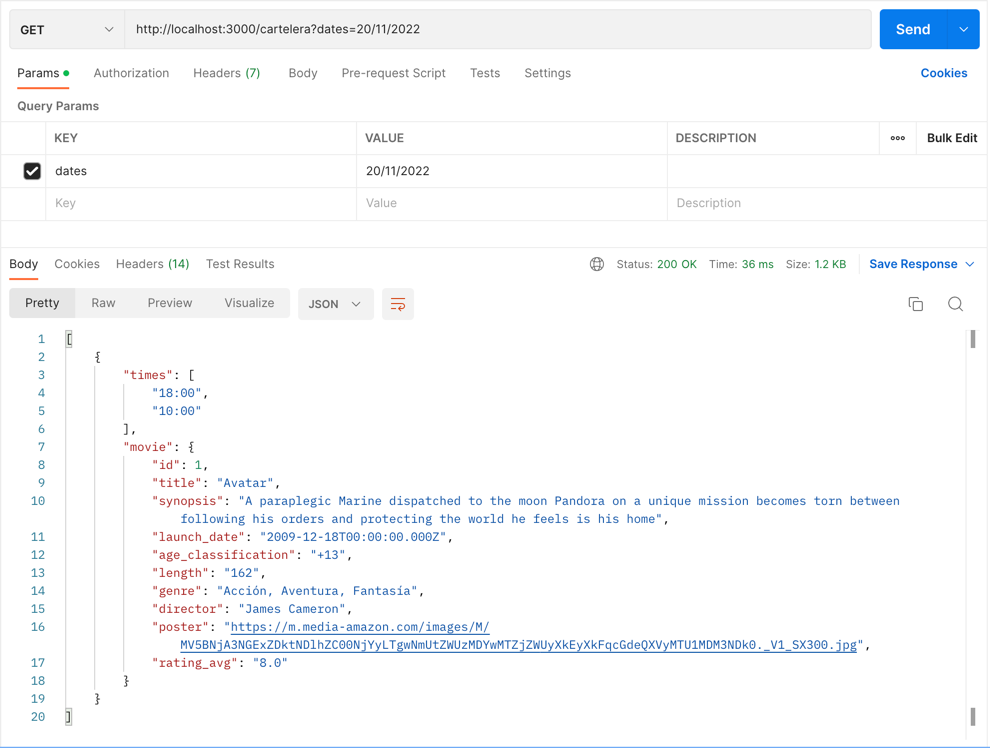 GET http://localhost:3000/cartelera?dates=20/11/2022 Send
Params Authorization Headers (7) Body Pre-request Script Tests Settings Cookies
Query Params
KEY VALUE DESCRIPTION ooo Bulk Edit
dates 20/11/2022
Key Value Description
Body Cookies Headers (14) Test Results Status: 200 OK Time: 36 ms Size: 1.2 KB Save Response
Pretty Raw Preview Visualize JSON
1 [
2 {
3 "times": [
4 "18:00",
5 "10:00"
6 ],
7 "movie": {
8 "id": 1,
9 "title": "Avatar",
10 "synopsis": "A paraplegic Marine dispatched to the moon Pandora on a unique mission becomes torn between
following his orders and protecting the world he feels is his home",
11 "launch_date": "2009-12-18T00:00:00.000Z",
12 "age_classification": "+13",
13 "length": "162",
14 "genre": "Acción, Aventura, Fantasía",
15 "director": "James Cameron",
16 "poster": "https://m.media-amazon.com/images/M/
MV5BNjA3NGExZDktNDlhZC00NjYyLTgwNmUtZWUzMDYwMTZjZWUyXkEyXkFqcGdeQXVyMTU1MDM3NDk0._V1_SX300.jpg",
17 "rating_avg": "8.0"
18 }
19 }
20 ]